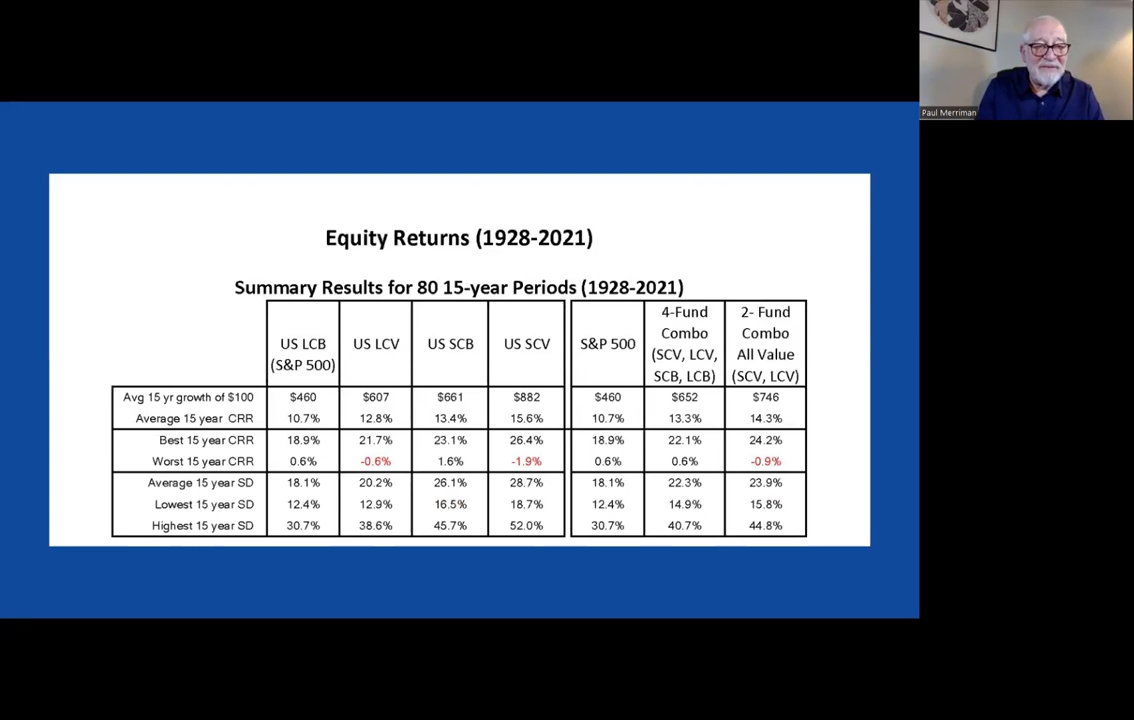 Paul Merriman
Equity Returns (1928-2021)
Summary Results for 80 15-year Periods (1928-2021)
US LCB (S&P 500) US LCV US SCB US SCV S&P 500 4-Fund Combo (SCV, LCV, SCB, LCB) 2- Fund Combo All Value (SCV, LCV)
Avg 15 yr growth of $100 $460 $607 $661 $882 $460 $652 $746
Average 15 year CRR 10.7% 12.8% 13.4% 15.6% 10.7% 13.3% 14.3%
Best 15 year CRR 18.9% 21.7% 23.1% 26.4% 18.9% 22.1% 24.2%
Worst 15 year CRR 0.6% -0.6% 1.6% -1.9% 0.6% 0.6% -0.9%
Average 15 year SD 18.1% 20.2% 26.1% 28.7% 18.1% 22.3% 23.9%
Lowest 15 year SD 12.4% 12.9% 16.5% 18.7% 12.4% 14.9% 15.8%
Highest 15 year SD 30.7% 38.6% 45.7% 52.0% 30.7% 40.7% 44.8%